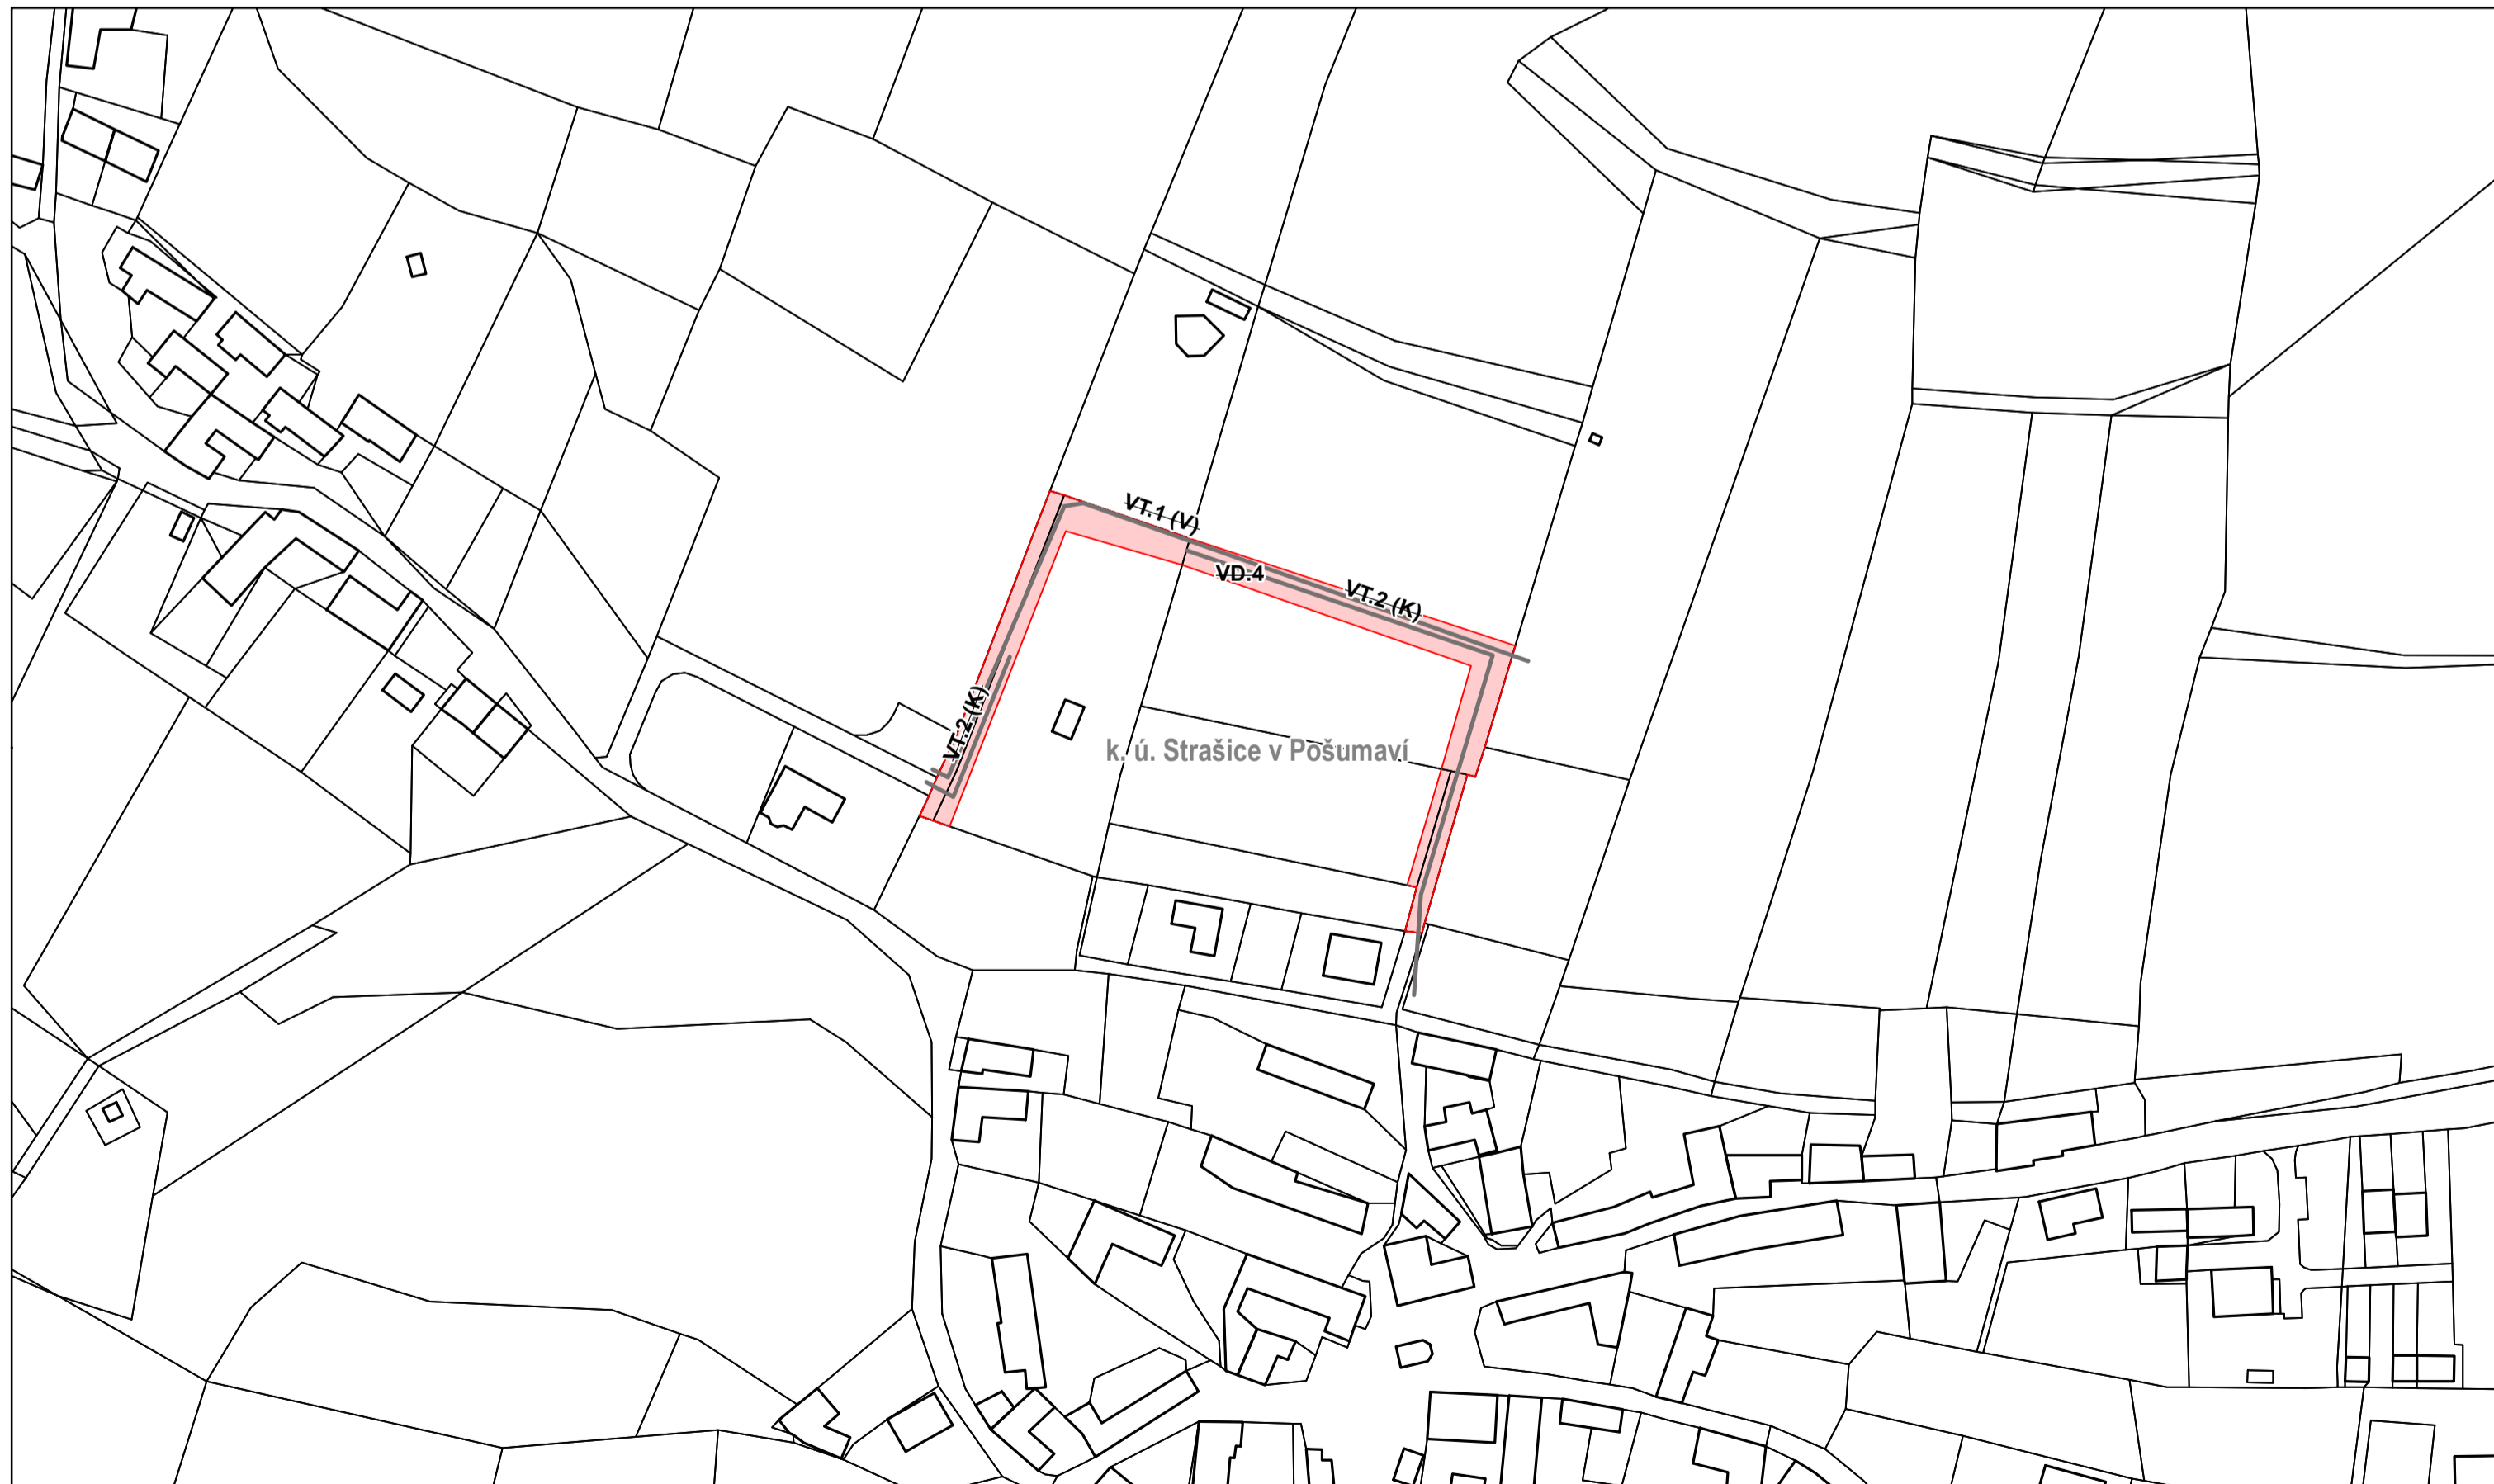 VT.1 (V)
VD.4
VT.2 (K)
VT.2 (K)
k. ú. Strašice v Pošumaví